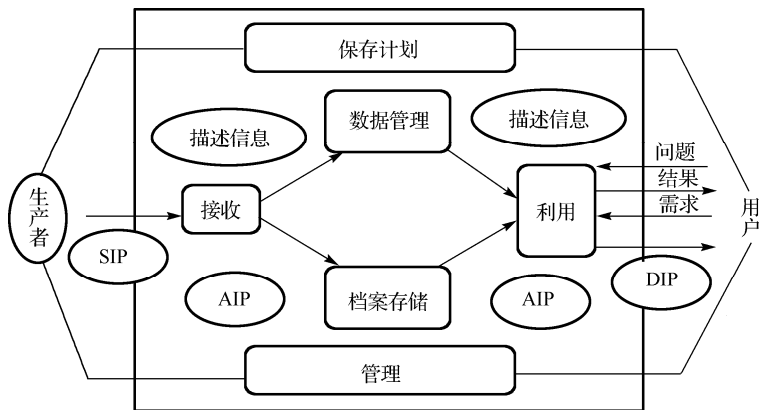 保存计划
描述信息
数据管理
描述信息
问题
结果
需求
生产者
接收
利用
用户
SIP
AIP
档案存储
AIP
DIP
管理